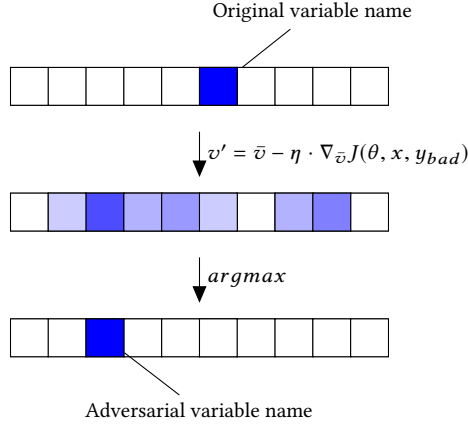 Original variable name
v′ = v̄ − η · ∇v̄ J(θ, x, ybad)
argmax
Adversarial variable name